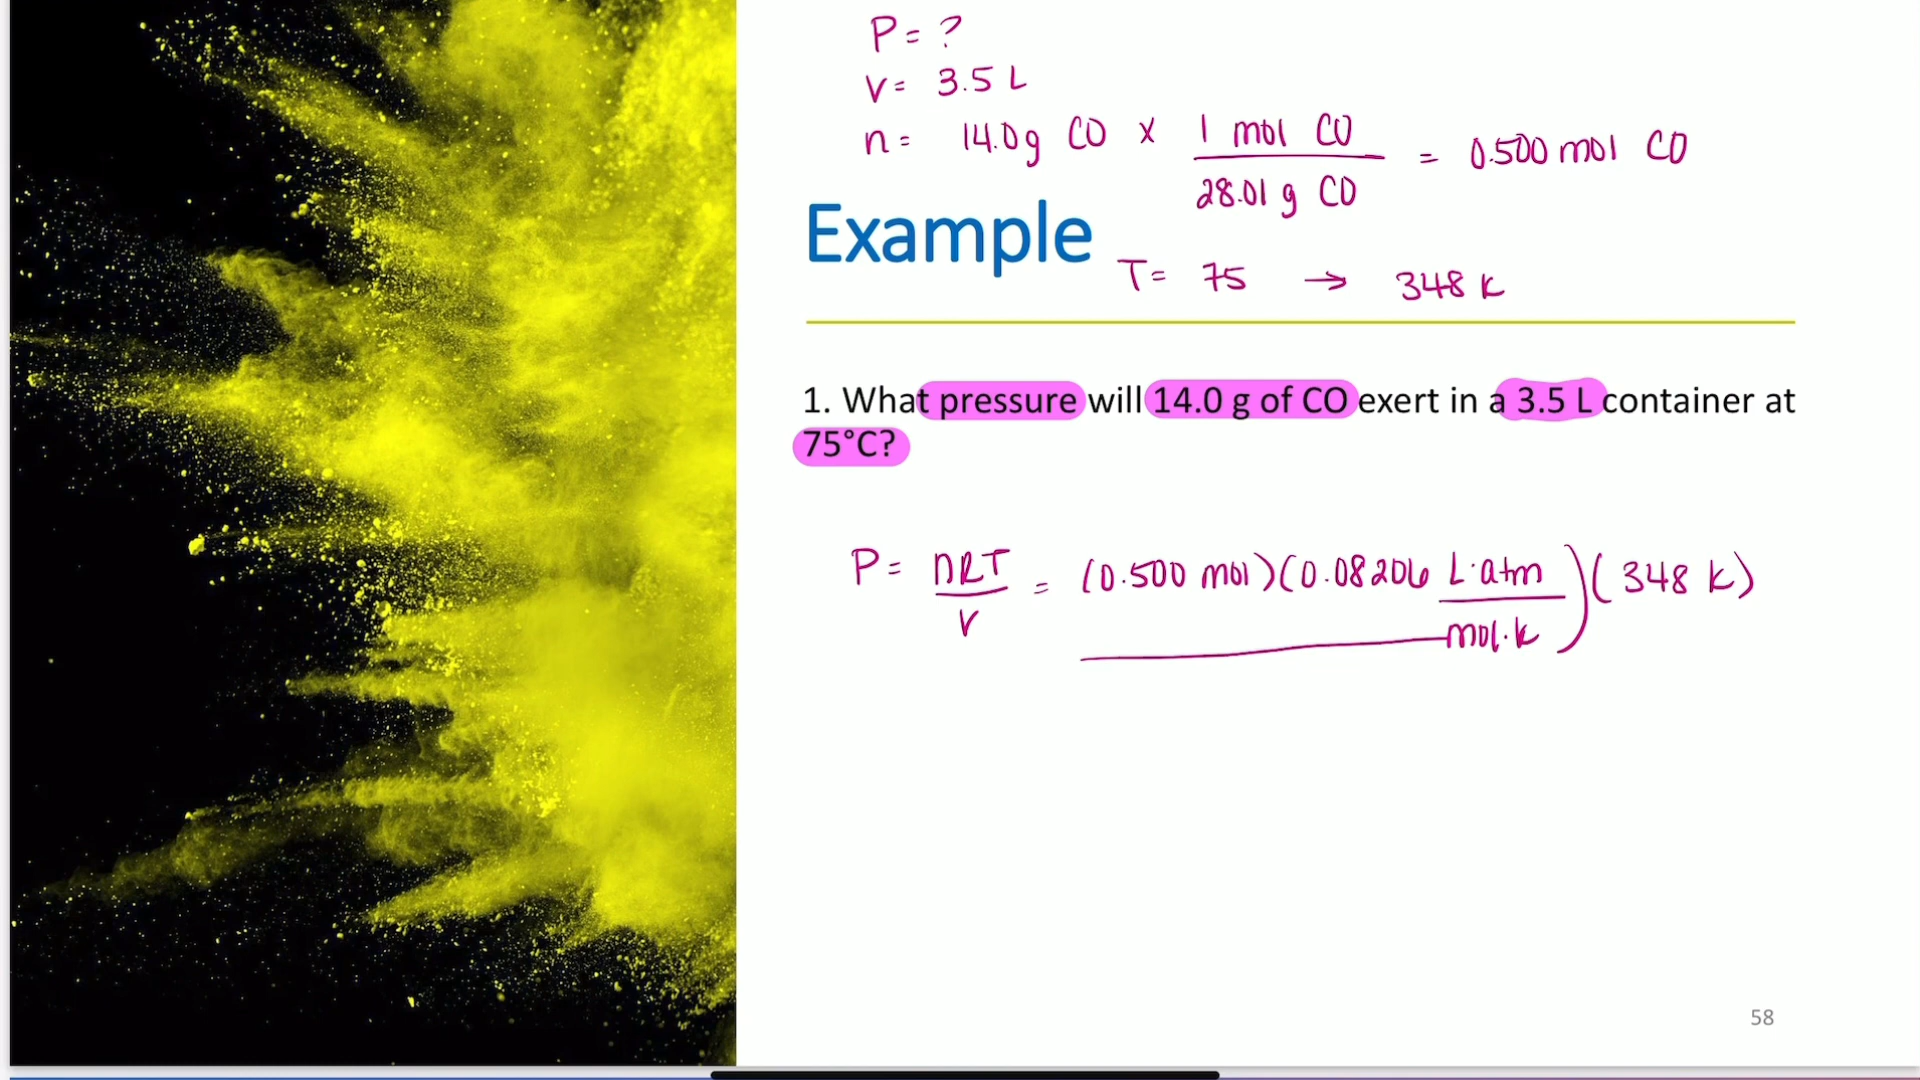 P = ?
V = 3.5 L
n = 14.0 g CO x 1 mol CO = 0.500 mol CO
28.01 g CO
Example
T = 75 → 348 K
1. What pressure will 14.0 g of CO exert in a 3.5 L container at
75°C?
P = nRT = (0.500 mol)(0.08206 L·atm)(348 K)
V mol·K
58